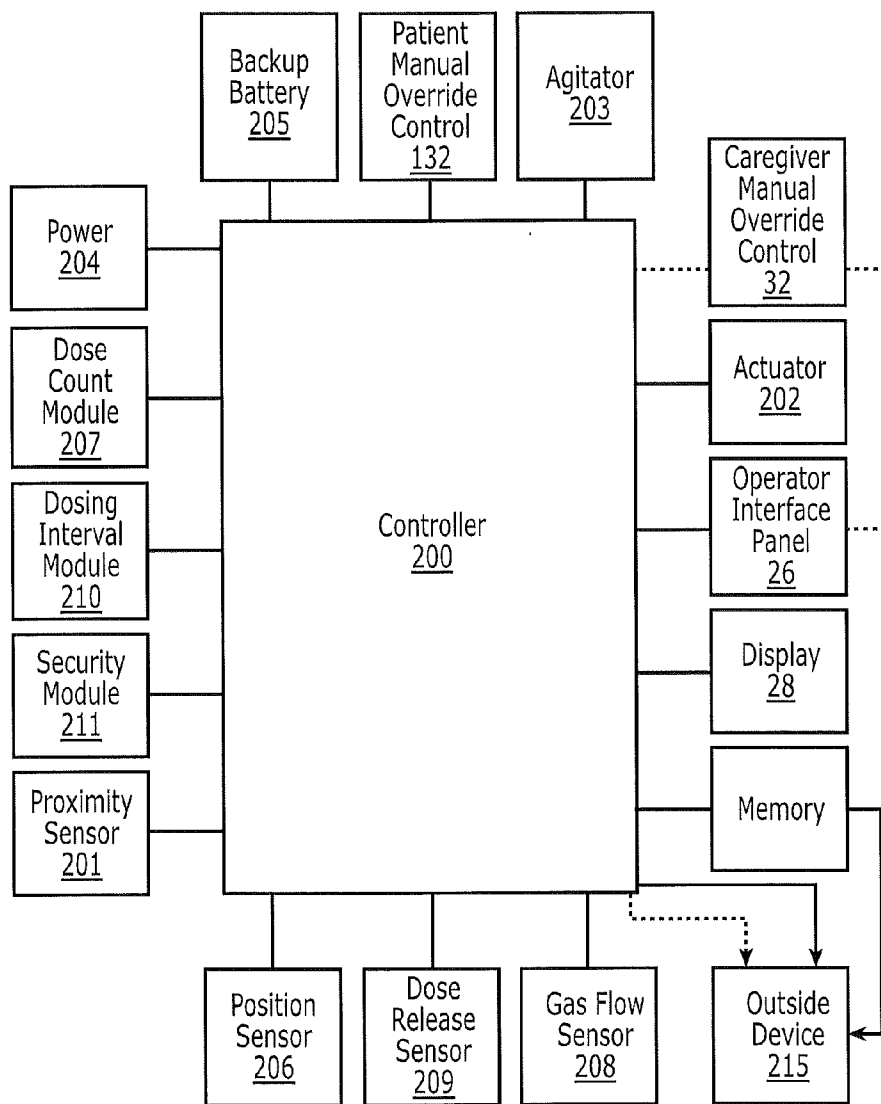 Backup
Battery
205
Patient
Manual
Override
Control
132
Agitator
203
Caregiver
Manual
Override
Control
32
Power
204
Dose
Count
Module
207
Actuator
202
Dosing
Interval
Module
210
Controller
200
Operator
Interface
Panel
26
Security
Module
211
Display
28
Proximity
Sensor
201
Memory
Position
Sensor
206
Dose
Release
Sensor
209
Gas Flow
Sensor
208
Outside
Device
215